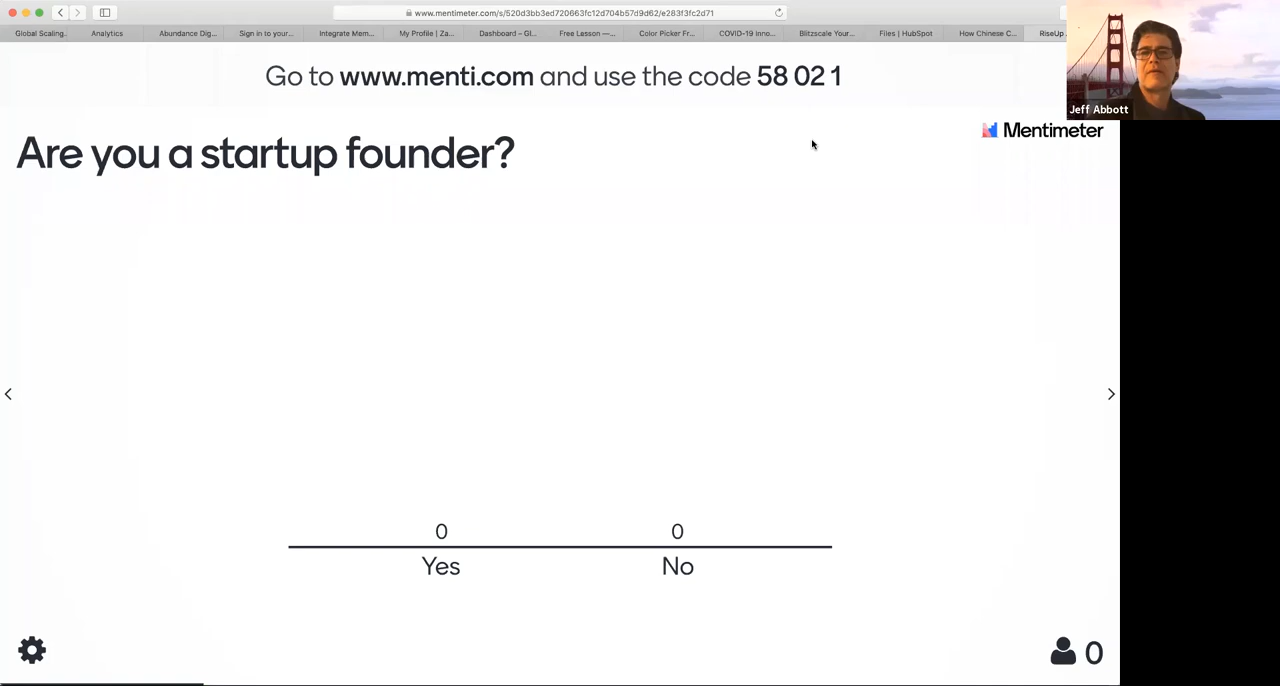 www.mentimeter.com/s/520d3bb3ed720663fc12d704b57d9d62/e283f3fc2d71
Global Scaling.. Analytics Abundance Dig... Sign in to your... Integrate Mem... My Profile | Za... Dashboard – Gl... Free Lesson —... Color Picker Fr... COVID-19 Inno... Blitzscale Your... Files | HubSpot How Chinese C... RiseUp
Go to www.menti.com and use the code 58 02 1
Jeff Abbott
Mentimeter
Are you a startup founder?
0 0
Yes No
0